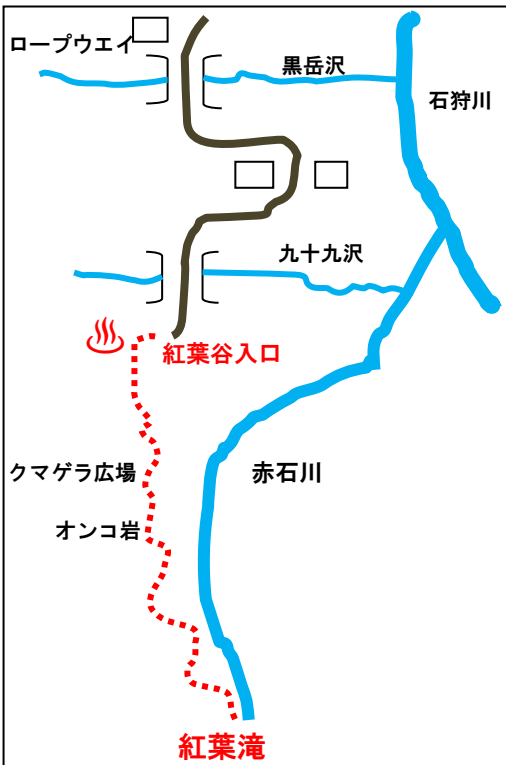 ロープウエイ
黒岳沢
石狩川
九十九沢
紅葉谷入口
クマゲラ広場
赤石川
オンコ岩
紅葉滝